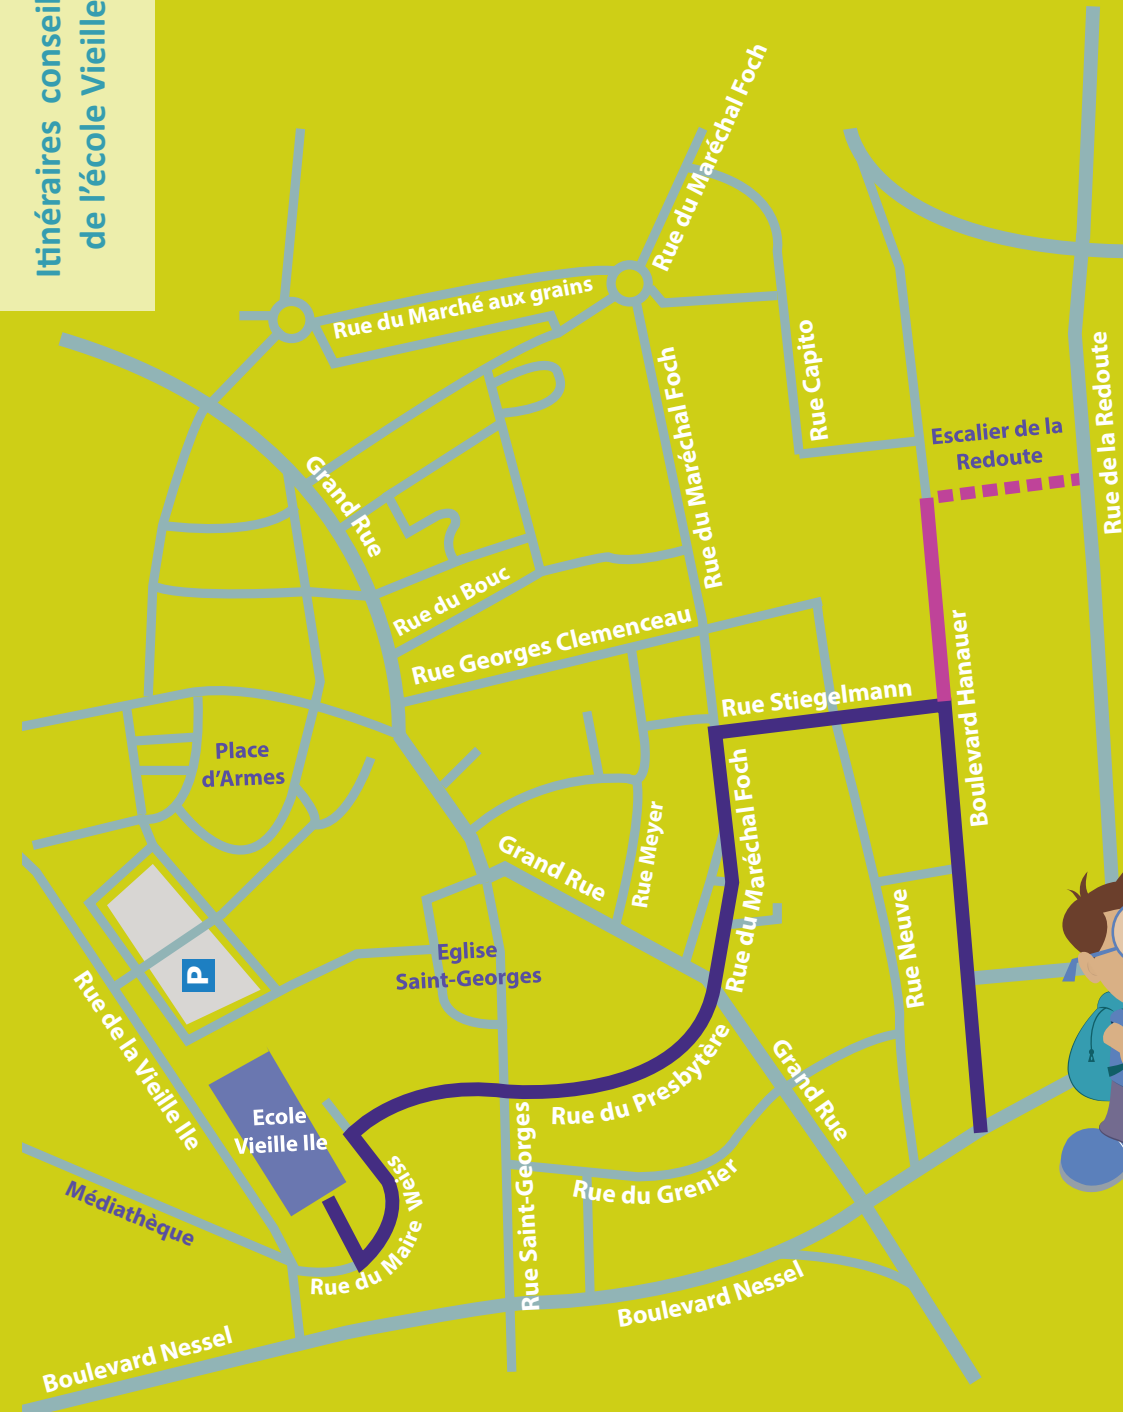 Itinéraires conseil
de l'école Vieille
Rue du Maréchal Foch
Rue du Marché aux grains
Rue Capito
Rue du Maréchal Foch
Escalier de la
Redoute
Rue de la Redoute
Grand Rue
Rue du Bouc
Rue Georges Clemenceau
Rue Stiegelmann
Boulevard Hanauer
Place
d'Armes
Grand Rue
Rue Meyer
Rue du Maréchal Foch
Rue Neuve
Eglise
Saint-Georges
P
Rue de la Vieille Ile
Rue du Presbytère
Grand Rue
Ecole
Vieille Ile
Rue du Maire Weiss
Rue Saint-Georges
Rue du Grenier
Médiathèque
Boulevard Nessel
Boulevard Nessel